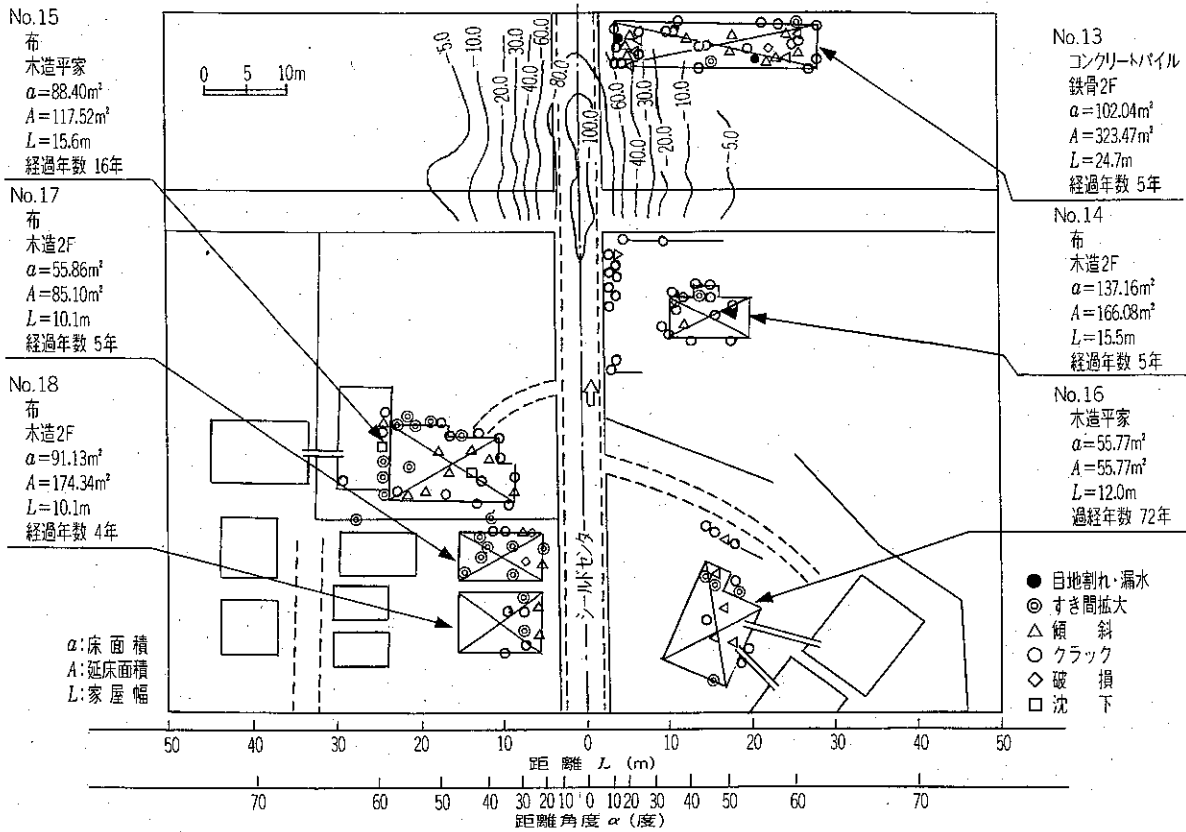 No.15
布
木造平家
a=88.40m²
A=117.52m²
L=15.6m
経過年数 16年
No.17
布
木造2F
a=55.86m²
A=85.10m²
L=10.1m
経過年数 5年
No.18
布
木造2F
a=91.13m²
A=174.34m²
L=10.1m
経過年数 4年
a:床面積
A:延床面積
L:家屋幅
0 5 10m
-5.0
-10.0
20.0
30.0
40.0
60.0
80.0
100.0
60.0
40.0
30.0
20.0
10.0
-5.0
シールドセンタ
No.13
コンクリートパイル
鉄骨2F
a=102.04m²
A=323.47m²
L=24.7m
経過年数 5年
No.14
布
木造2F
a=137.16m²
A=166.08m²
L=15.5m
経過年数 5年
No.16
木造平家
a=55.77m²
A=55.77m²
L=12.0m
過経年数 72年
● 目地割れ・漏水
◎ すき間拡大
△ 傾斜
○ クラック
◇ 破損
□ 沈下
50 40 30 20 10 0 10 20 30 40 50
距離 L (m)
70 60 50 40 30 20 10 0 10 20 30 40 50 60 70
距離角度 α (度)